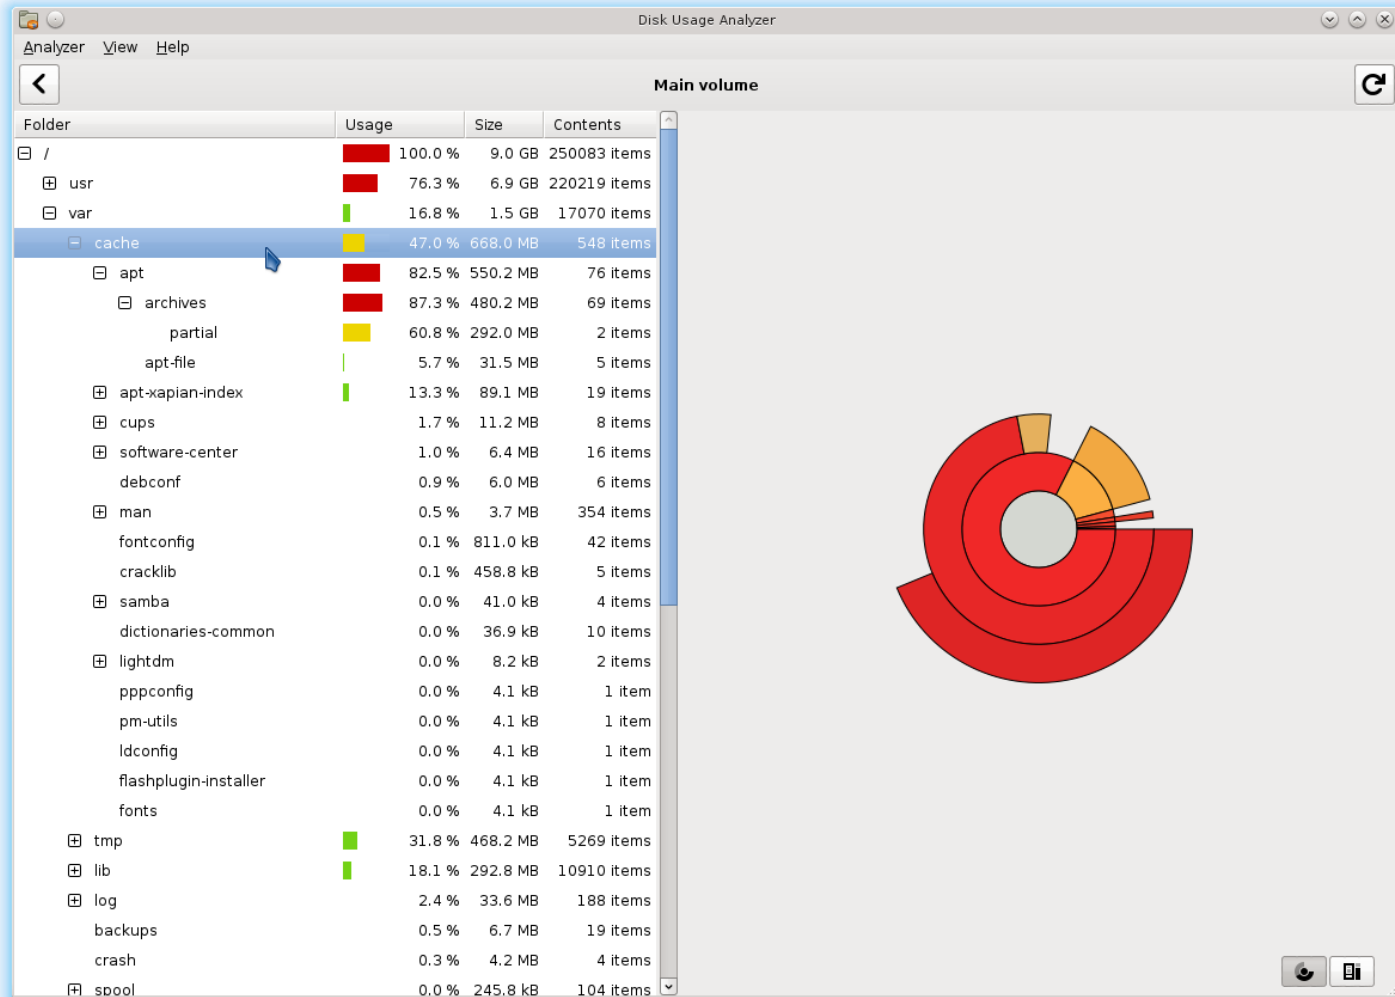 Disk Usage Analyzer
Analyzer View Help
Main volume
Folder Usage Size Contents
/ 100.0 % 9.0 GB 250083 items
usr 76.3 % 6.9 GB 220219 items
var 16.8 % 1.5 GB 17070 items
cache 47.0 % 668.0 MB 548 items
apt 82.5 % 550.2 MB 76 items
archives 87.3 % 480.2 MB 69 items
partial 60.8 % 292.0 MB 2 items
apt-file 5.7 % 31.5 MB 5 items
apt-xapian-index 13.3 % 89.1 MB 19 items
cups 1.7 % 11.2 MB 8 items
software-center 1.0 % 6.4 MB 16 items
debconf 0.9 % 6.0 MB 6 items
man 0.5 % 3.7 MB 354 items
fontconfig 0.1 % 811.0 kB 42 items
cracklib 0.1 % 458.8 kB 5 items
samba 0.0 % 41.0 kB 4 items
dictionaries-common 0.0 % 36.9 kB 10 items
lightdm 0.0 % 8.2 kB 2 items
pppconfig 0.0 % 4.1 kB 1 item
pm-utils 0.0 % 4.1 kB 1 item
ldconfig 0.0 % 4.1 kB 1 item
flashplugin-installer 0.0 % 4.1 kB 1 item
fonts 0.0 % 4.1 kB 1 item
tmp 31.8 % 468.2 MB 5269 items
lib 18.1 % 292.8 MB 10910 items
log 2.4 % 33.6 MB 188 items
backups 0.5 % 6.7 MB 19 items
crash 0.3 % 4.2 MB 4 items
spool 0.0 % 245.8 kB 104 items